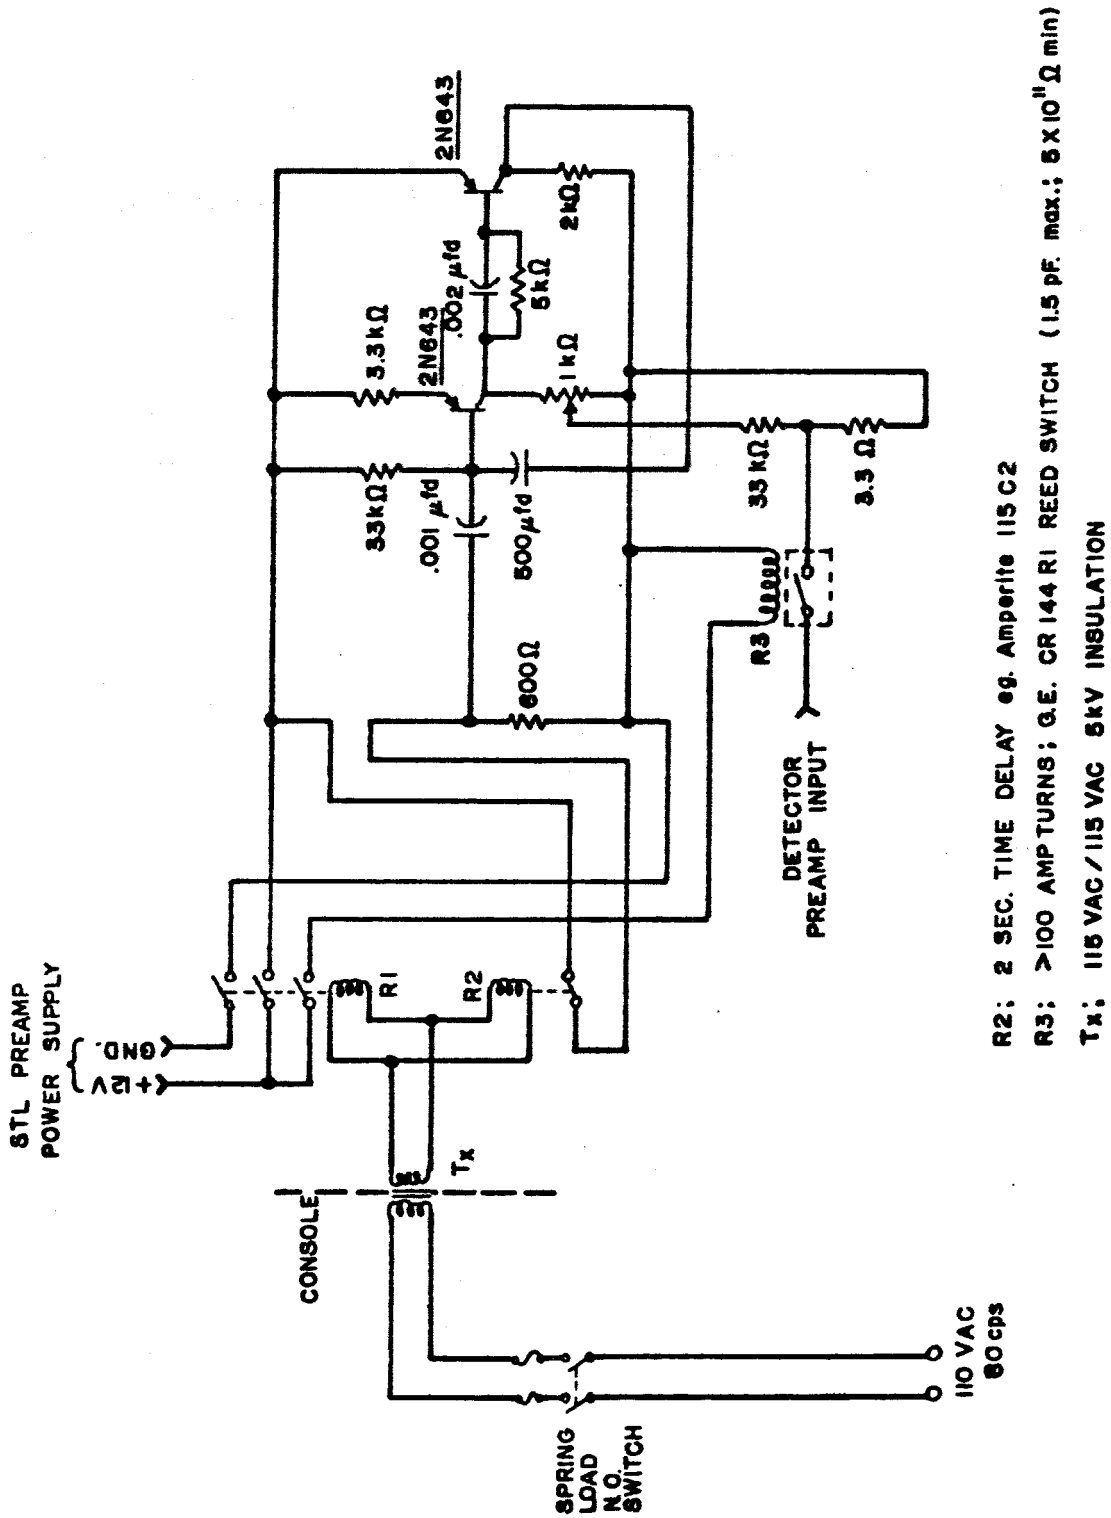 STL PREAMP
POWER SUPPLY
GND.
+12V
CONSOLE
Tx
SPRING
LOAD
N.O.
SWITCH
110 VAC
60 cps
R1
R2
R3
DETECTOR
PREAMP INPUT
600Ω
33kΩ
.001 µfd
500µfd
3.3kΩ
2N643
.002 µfd
5kΩ
1kΩ
2N643
2kΩ
33kΩ
3.3 Ω
R2; 2 SEC. TIME DELAY eg. Amperite 115C2
R3; >100 AMP TURNS; G.E. CR 144 R1 REED SWITCH (1.5 pF. max.; 5 X 10¹¹ Ω min)
Tx; 115 VAC/115 VAC 5kV INSULATION